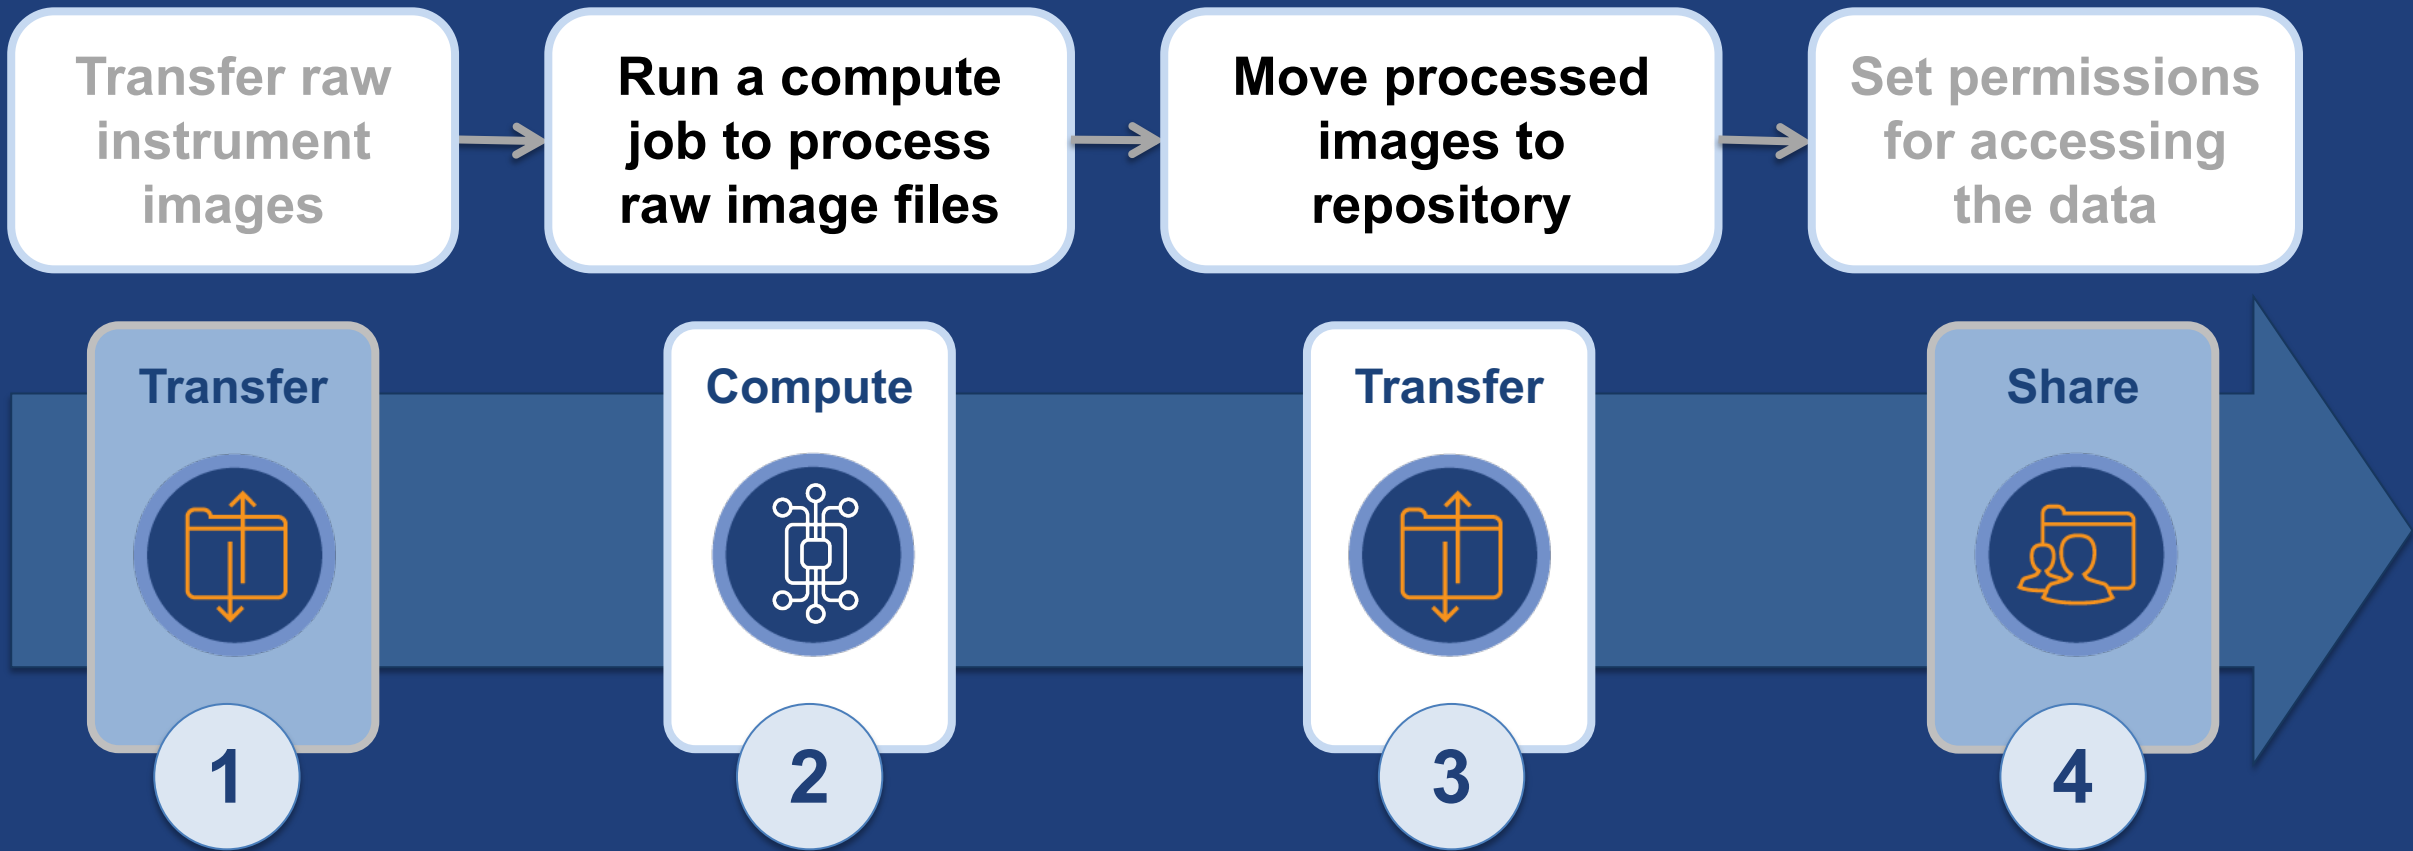 Transfer raw
instrument
images
Run a compute
job to process
raw image files
Move processed
images to
repository
Set permissions
for accessing
the data
Transfer
Compute
Transfer
Share
1
2
3
4